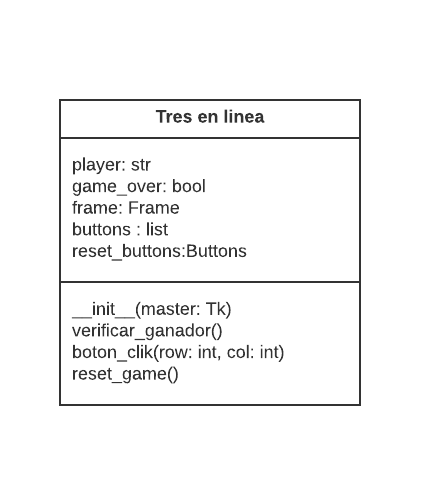 Tres en linea
player: str
game_over: bool
frame: Frame
buttons : list
reset_buttons:Buttons
__init__(master: Tk)
verificar_ganador()
boton_clik(row: int, col: int)
reset_game()